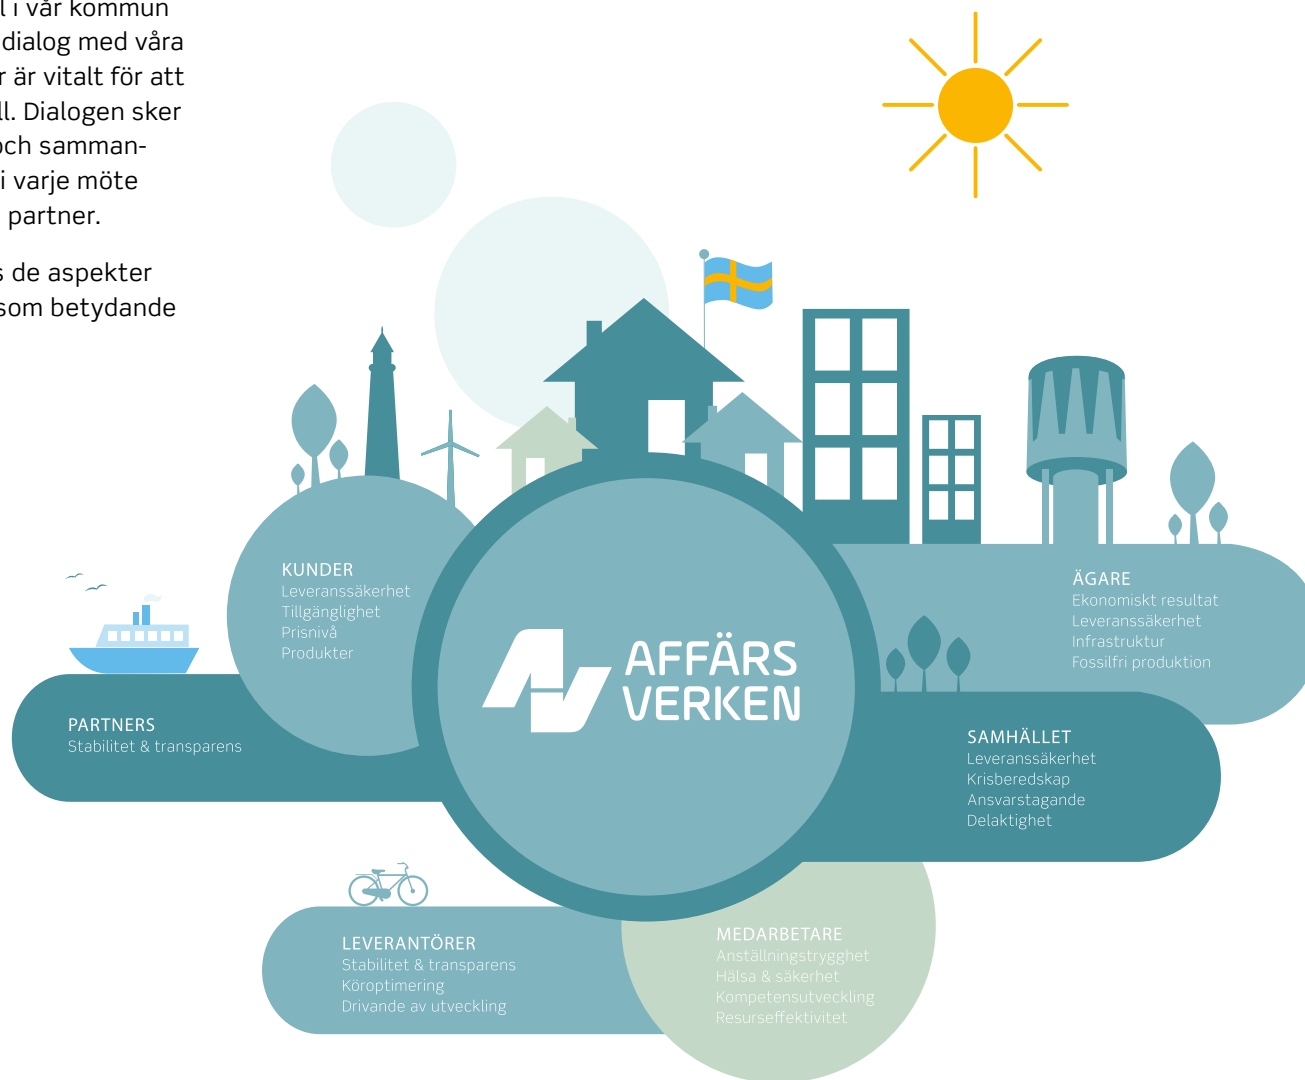 l i vår kommun
dialog med våra
r är vitalt för att
ll. Dialogen sker
och samman-
i varje möte
partner.
s de aspekter
som betydande
KUNDER
Leveranssäkerhet
Tillgänglighet
Prisnivå
Produkter
PARTNERS
Stabilitet & transparens
AFFÄRS
VERKEN
ÄGARE
Ekonomiskt resultat
Leveranssäkerhet
Infrastruktur
Fossilfri produktion
SAMHÄLLET
Leveranssäkerhet
Krisberedskap
Ansvarstagande
Delaktighet
LEVERANTÖRER
Stabilitet & transparens
Köroptimering
Drivande av utveckling
MEDARBETARE
Anställningstrygghet
Hälsa & säkerhet
Kompetensutveckling
Resurseffektivitet